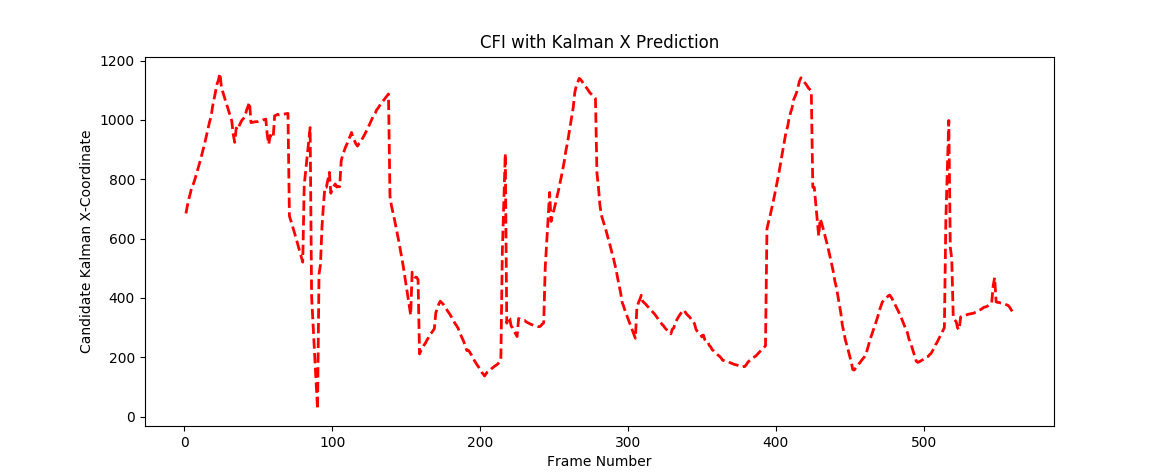 CFI with Kalman X Prediction
1200
1000
800
600
400
200
0
Candidate Kalman X-Coordinate
0 100 200 300 400 500
Frame Number